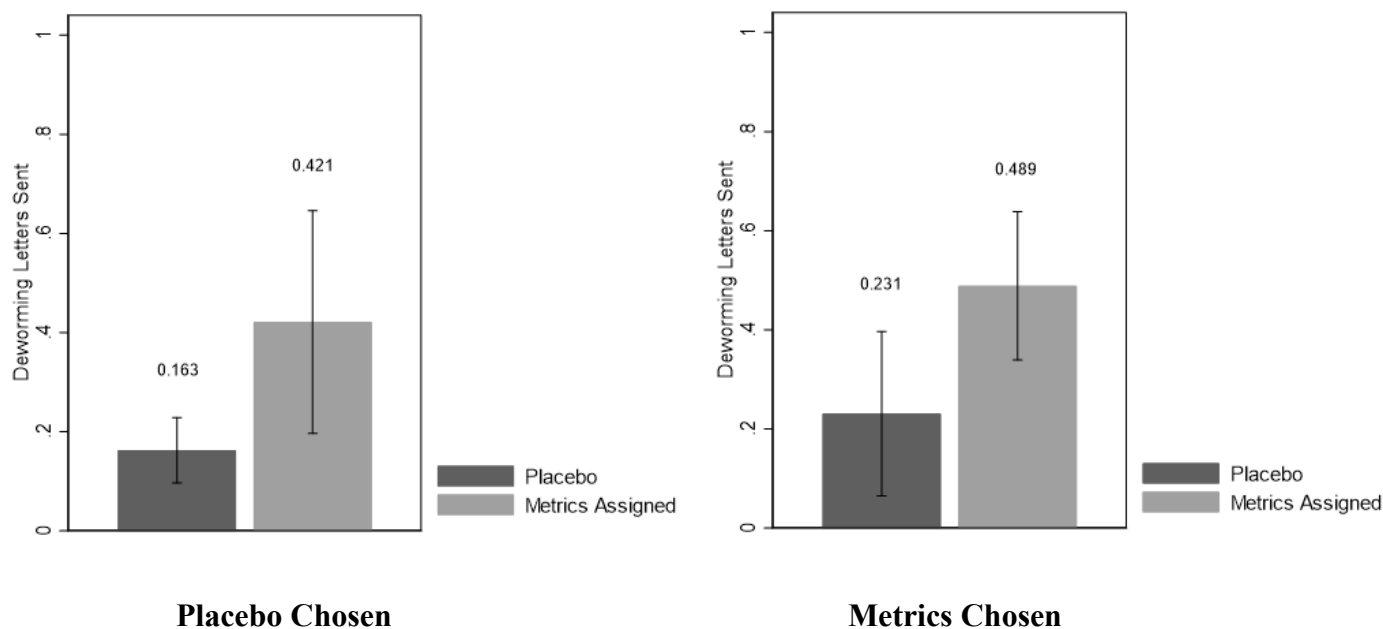 Deworming Letters Sent
1
.8
.6
.4
.2
0
0.163
0.421
Placebo
Metrics Assigned
Placebo Chosen
Deworming Letters Sent
1
.8
.6
.4
.2
0
0.231
0.489
Placebo
Metrics Assigned
Metrics Chosen